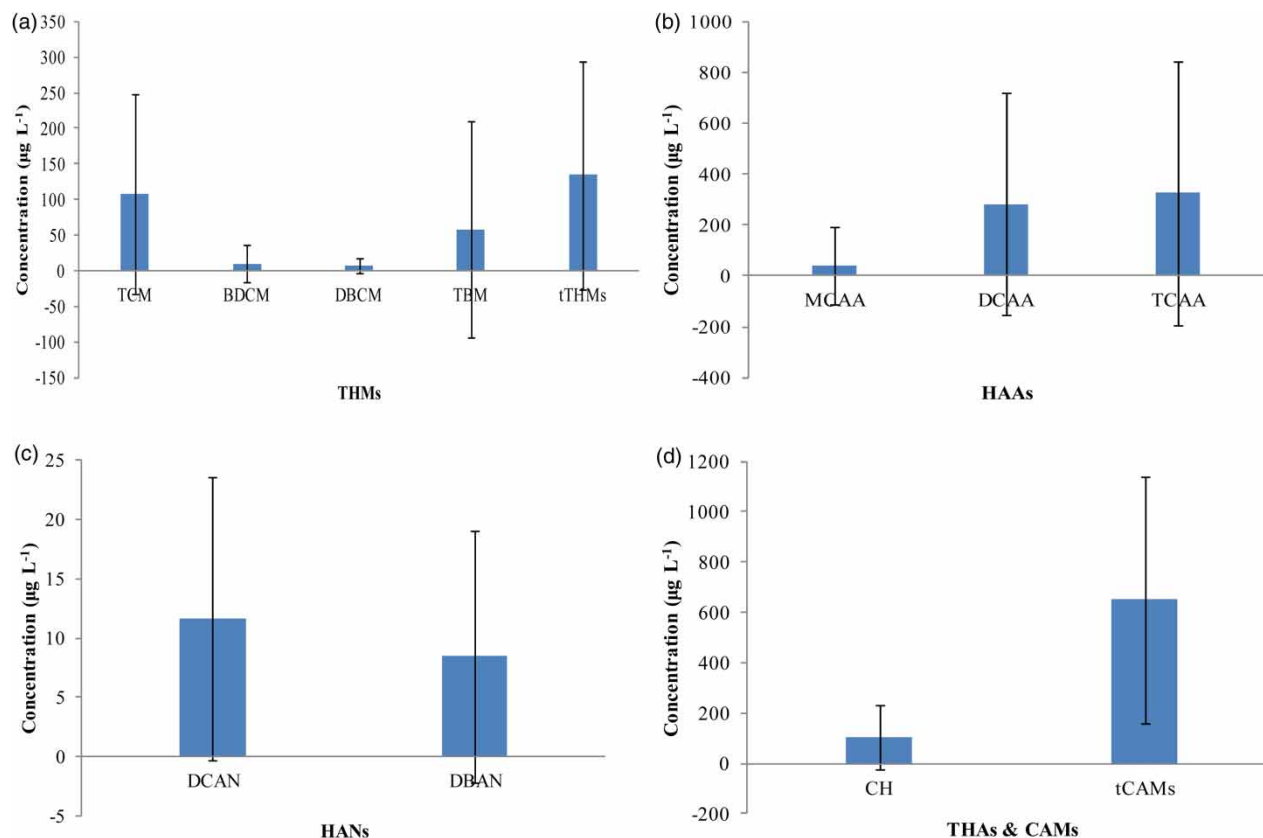 (a)
350
300
250
200
150
100
50
0
-50
-100
-150
Concentration (µg L-1)
TCM BDCM DBCM TBM tTHMs
THMs
(b)
1000
800
600
400
200
0
-200
-400
Concentration (µg L-1)
MCAA DCAA TCAA
HAAs
(c)
25
20
15
10
5
0
-5
Concentration (µg L-1)
DCAN DBAN
HANs
(d)
1200
1000
800
600
400
200
0
-200
Concentration (µg L-1)
CH tCAMs
THAs & CAMs